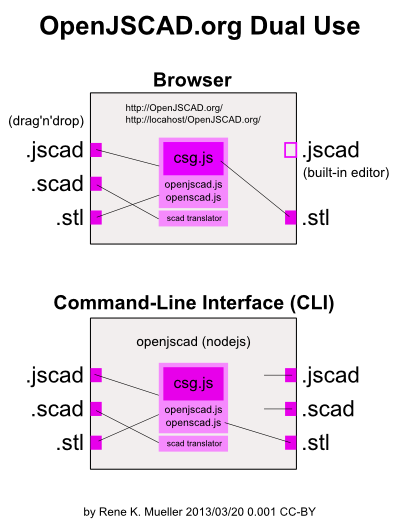 OpenJSCAD.org Dual Use
Browser
http://OpenJSCAD.org/
http://locahost/OpenJSCAD.org/
(drag'n'drop)
.jscad
.scad
.stl
csg.js
openjscad.js
openscad.js
scad translator
.jscad
(built-in editor)
.stl
Command-Line Interface (CLI)
openjscad (nodejs)
.jscad
.scad
.stl
csg.js
openjscad.js
openscad.js
scad translator
.jscad
.scad
.stl
by Rene K. Mueller 2013/03/20 0.001 CC-BY